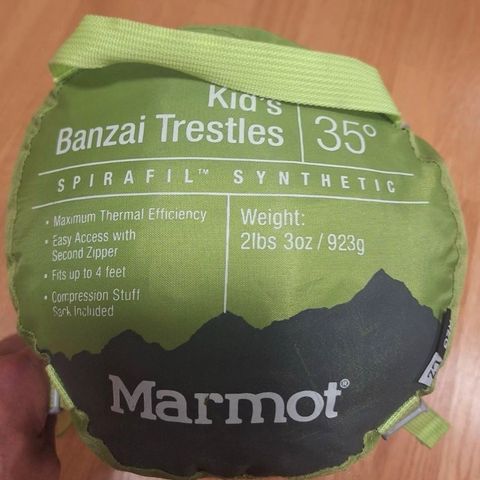 Kid's
Banzai Trestles
35°
SPIRAFIL™ SYNTHETIC
• Maximum Thermal Efficiency
• Easy Access with
Second Zipper
• Fits up to 4 feet
• Compression Stuff
Sack Included
Weight:
2lbs 3oz / 923g
Marmot®